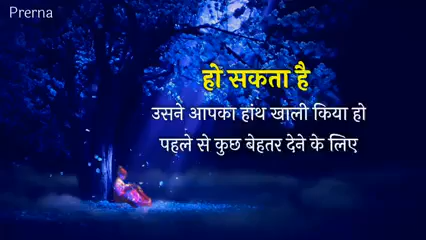 Prerna
हो सकता है
उसने आपका हांथ खाली किया हो
पहले से कुछ बेहतर देने के लिए